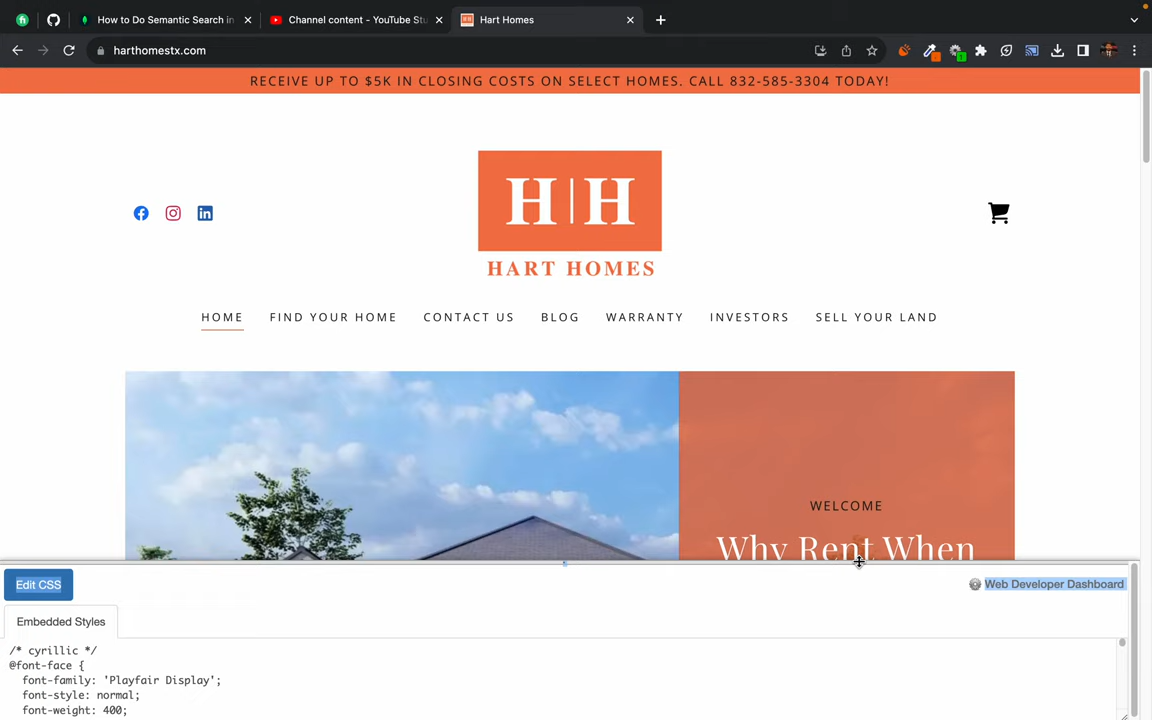 How to Do Semantic Search in
Channel content - YouTube Stu
Hart Homes
harthomestx.com
RECEIVE UP TO $5K IN CLOSING COSTS ON SELECT HOMES. CALL 832-585-3304 TODAY!
H|H
HART HOMES
HOME FIND YOUR HOME CONTACT US BLOG WARRANTY INVESTORS SELL YOUR LAND
WELCOME
Why Rent When
Edit CSS
Web Developer Dashboard
Embedded Styles
/* cyrillic */
@font-face {
font-family: 'Playfair Display';
font-style: normal;
font-weight: 400;